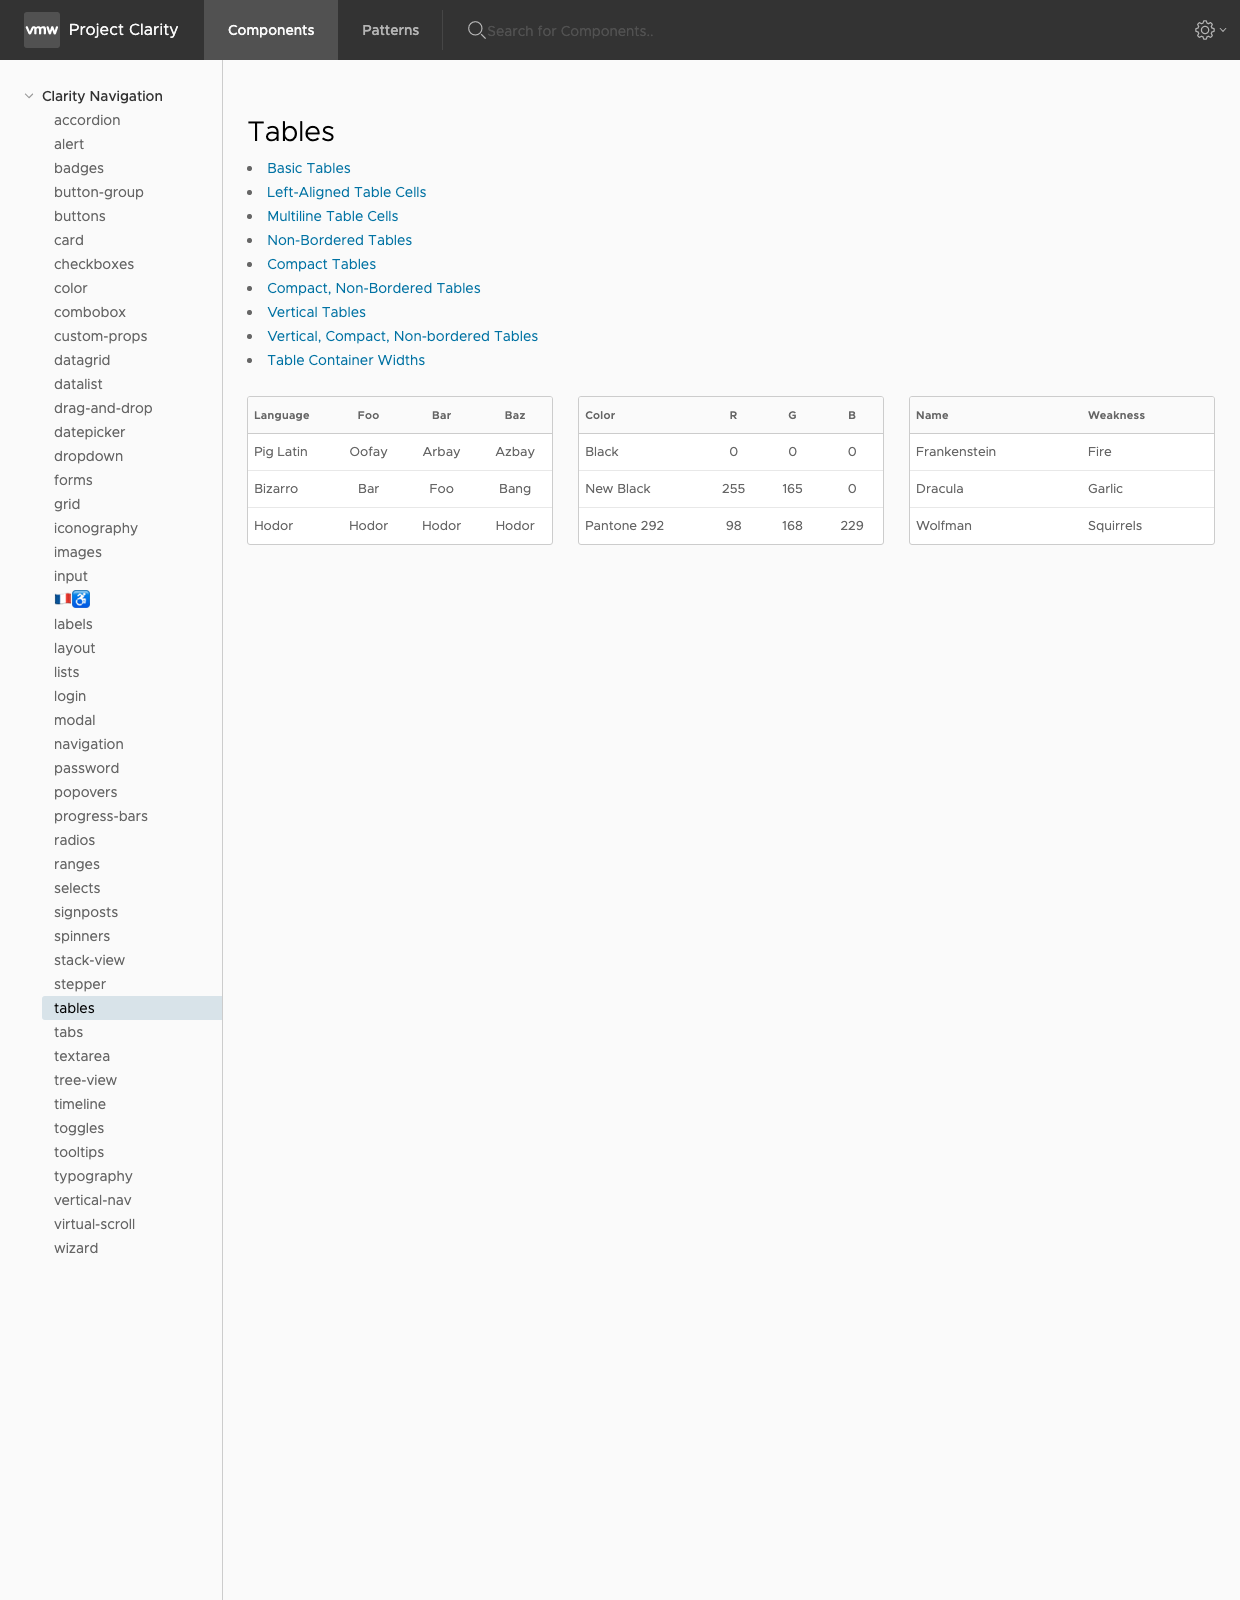 vmw Project Clarity Components Patterns Search for Components..
Clarity Navigation
accordion
alert
badges
button-group
buttons
card
checkboxes
color
combobox
custom-props
datagrid
datalist
drag-and-drop
datepicker
dropdown
forms
grid
iconography
images
input
🇫🇷♿
labels
layout
lists
login
modal
navigation
password
popovers
progress-bars
radios
ranges
selects
signposts
spinners
stack-view
stepper
tables
tabs
textarea
tree-view
timeline
toggles
tooltips
typography
vertical-nav
virtual-scroll
wizard
Tables
Basic Tables
Left-Aligned Table Cells
Multiline Table Cells
Non-Bordered Tables
Compact Tables
Compact, Non-Bordered Tables
Vertical Tables
Vertical, Compact, Non-bordered Tables
Table Container Widths
Language Foo Bar Baz
Pig Latin Oofay Arbay Azbay
Bizarro Bar Foo Bang
Hodor Hodor Hodor Hodor
Color R G B
Black 0 0 0
New Black 255 165 0
Pantone 292 98 168 229
Name Weakness
Frankenstein Fire
Dracula Garlic
Wolfman Squirrels